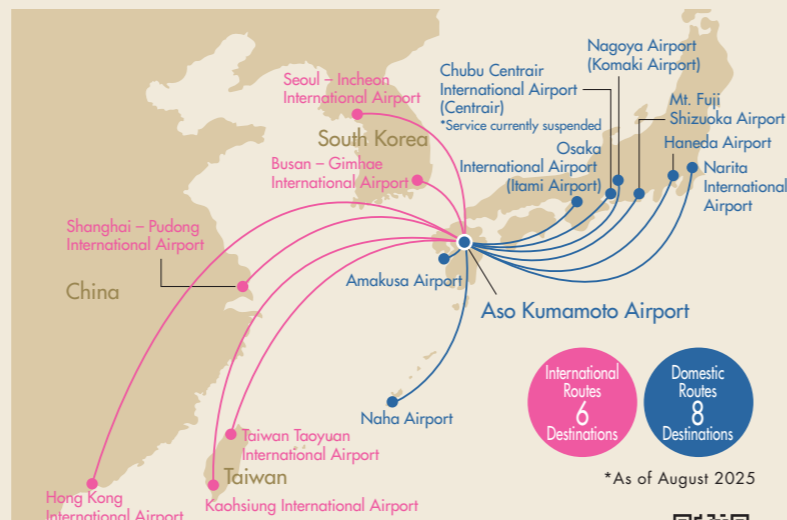 Nagoya Airport
(Komaki Airport)
Chubu Centrair
International Airport
(Centrair)
*Service currently suspended
Seoul – Incheon
International Airport
Mt. Fuji
Shizuoka Airport
South Korea
Osaka
International Airport
(Itami Airport)
Haneda Airport
Busan – Gimhae
International Airport
Narita
International
Airport
Shanghai – Pudong
International Airport
Amakusa Airport
China
Aso Kumamoto Airport
International
Routes
6
Destinations
Domestic
Routes
8
Destinations
Naha Airport
Taiwan Taoyuan
International Airport
Taiwan
*As of August 2025
Hong Kong
International Airport
Kaohsiung International Airport